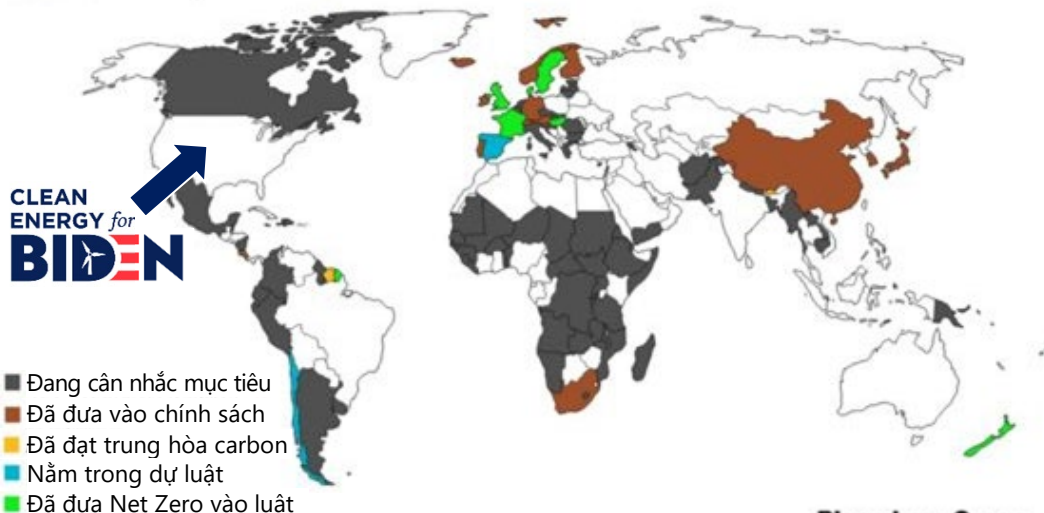 CLEAN
ENERGY for
BIDEN
Đang cân nhắc mục tiêu
Đã đưa vào chính sách
Đã đạt trung hòa carbon
Nằm trong dự luật
Đã đưa Net Zero vào luật